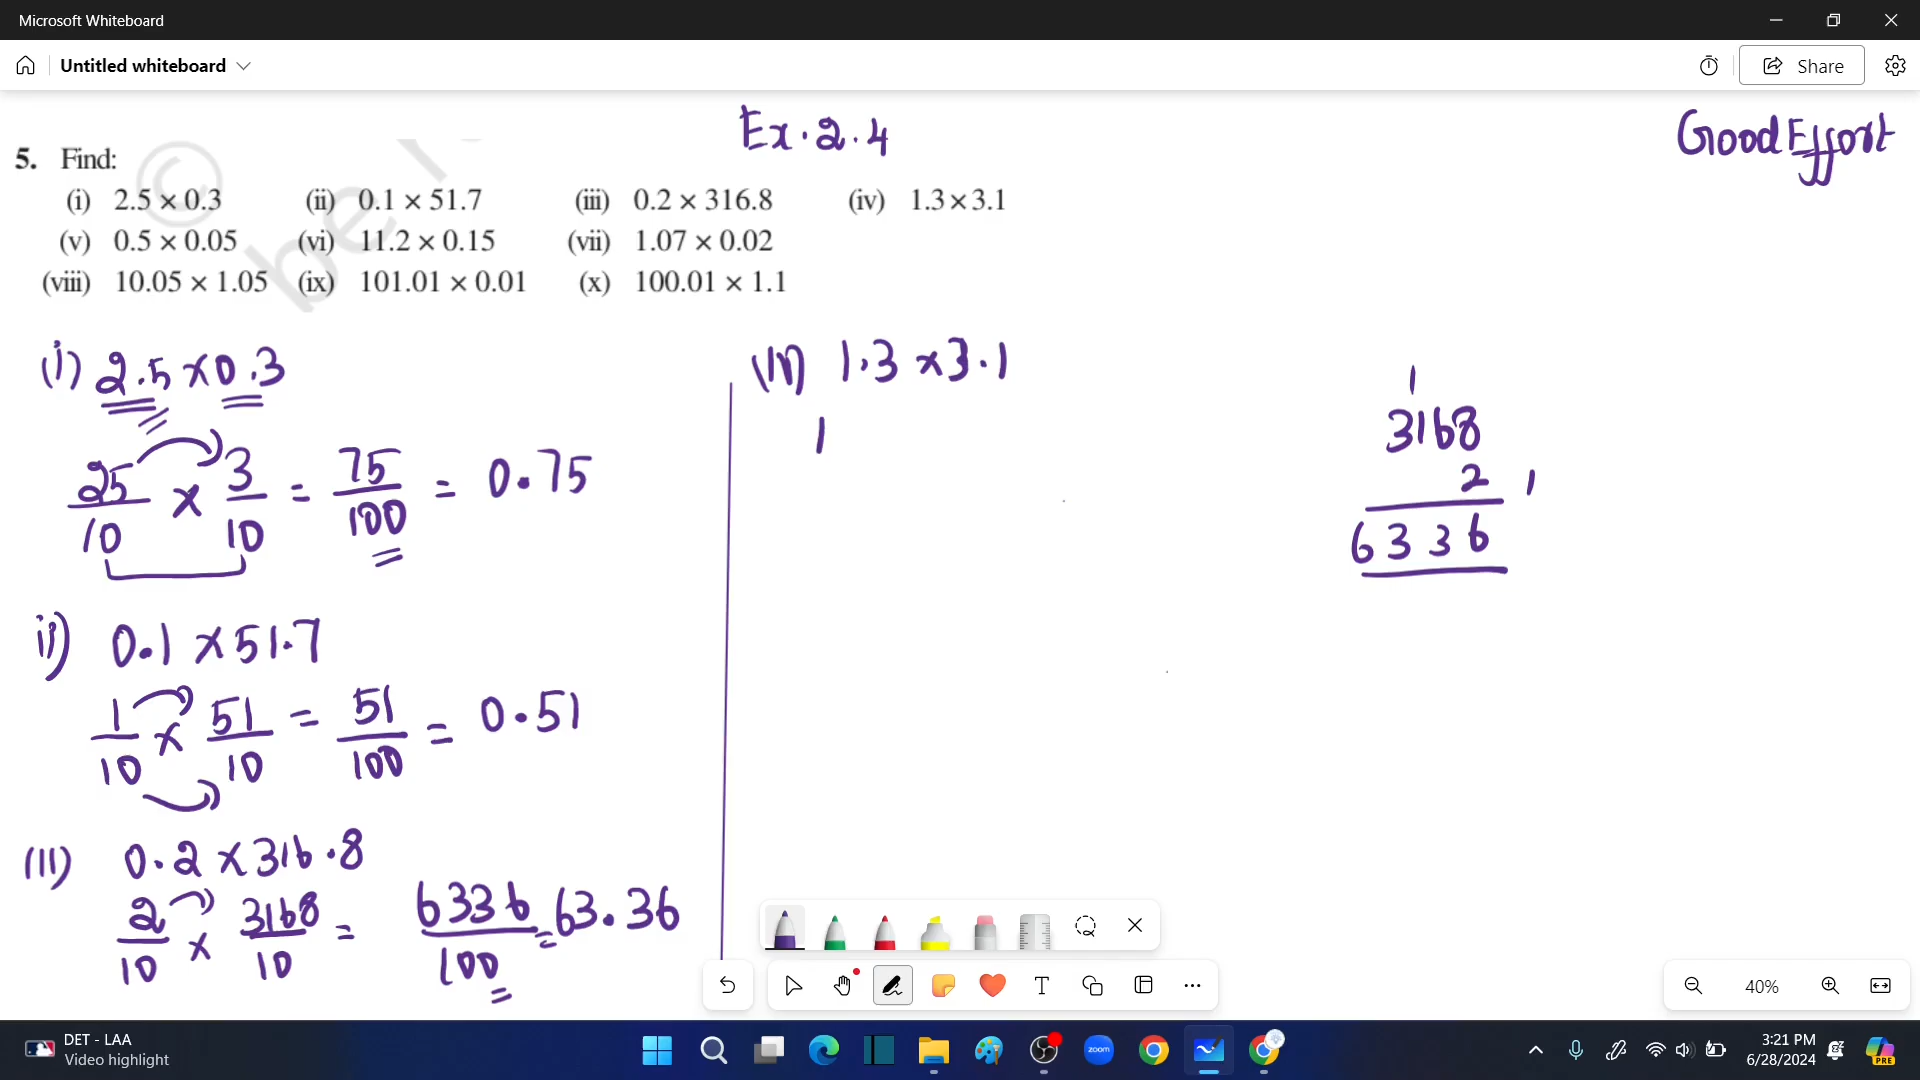 Microsoft Whiteboard
Untitled whiteboard
Share
Ex. 2.4
Good Effort
5. Find:
(i) 2.5 × 0.3 (ii) 0.1 × 51.7 (iii) 0.2 × 316.8 (iv) 1.3 × 3.1
(v) 0.5 × 0.05 (vi) 11.2 × 0.15 (vii) 1.07 × 0.02
(viii) 10.05 × 1.05 (ix) 101.01 × 0.01 (x) 100.01 × 1.1
(i) 2.5 × 0.3
25/10 × 3/10 = 75/100 = 0.75
ii) 0.1 × 51.7
1/10 × 51/10 = 51/100 = 0.51
(III) 0.2 × 316.8
2/10 × 3168/10 = 6336/100 = 63.36
(IV) 1.3 × 3.1
1
1
3168
2 1
6336
40%
DET - LAA
Video highlight
zoom
3:21 PM
6/28/2024
PRE